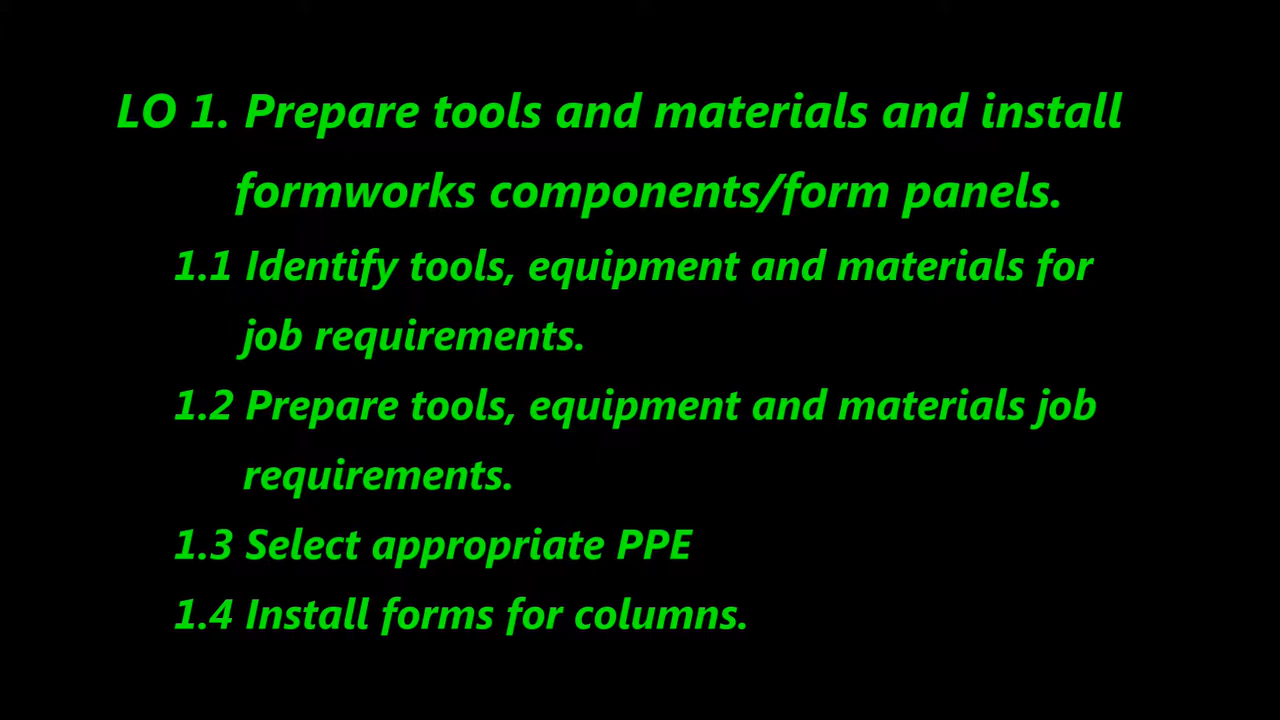 LO 1. Prepare tools and materials and install
formworks components/form panels.
1.1 Identify tools, equipment and materials for
job requirements.
1.2 Prepare tools, equipment and materials job
requirements.
1.3 Select appropriate PPE
1.4 Install forms for columns.